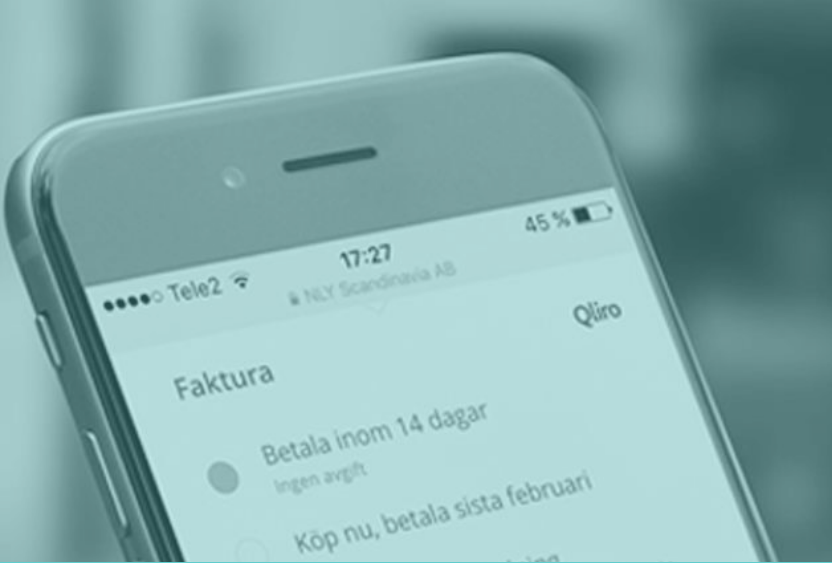 Tele2
17:27
45 %
NLY Scandinavia AB
Qliro
Faktura
Betala inom 14 dagar
Ingen avgift
Köp nu, betala sista februari